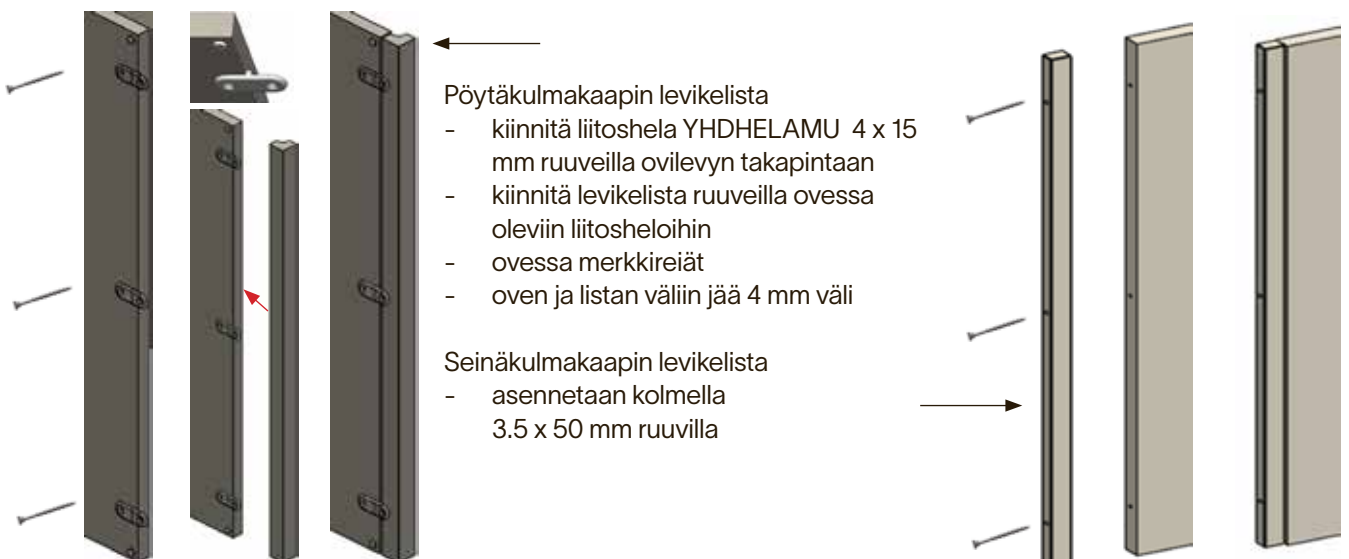 Pöytäkulmakaapin levikelista
- kiinnitä liitoshela YHDHELAMU 4 x 15
mm ruuveilla ovilevyn takapintaan
- kiinnitä levikelista ruuveilla ovessa
oleviin liitosheloihin
- ovessa merkkireiät
- oven ja listan väliin jää 4 mm väli
Seinäkulmakaapin levikelista
- asennetaan kolmella
3.5 x 50 mm ruuvilla